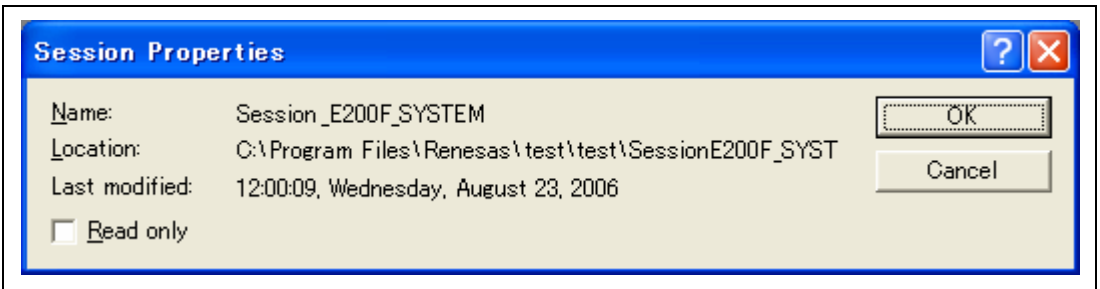 Session Properties
Name: Session_E200F_SYSTEM
OK
Location: C:\Program Files\Renesas\test\test\SessionE200F_SYST
Last modified: 12:00:09, Wednesday, August 23, 2006
Cancel
Read only